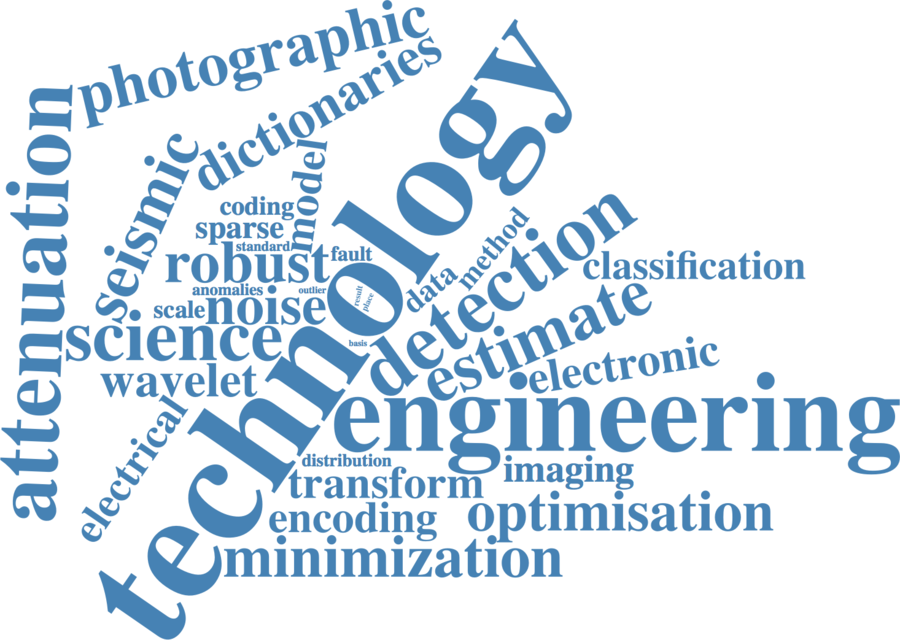 photographic
dictionaries
technology
attenuation
seismic
model
coding
sparse
standard
robust
fault
method
detection
classification
anomalies
outlier
result
place
data
scale
noise
estimate
science
basis
electronic
wavelet
engineering
electrical
distribution
imaging
transform
encoding
optimisation
minimization